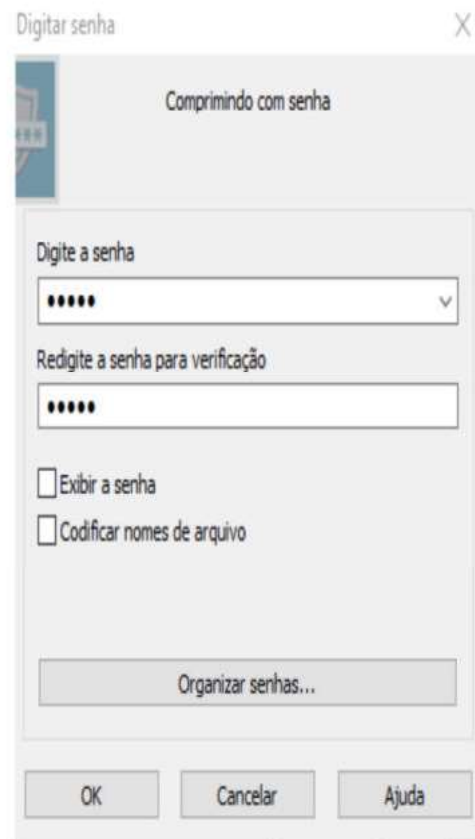 Digitar senha
Comprimindo com senha
Digite a senha
•••••
Redigite a senha para verificação
•••••
Exibir a senha
Codificar nomes de arquivo
Organizar senhas...
OK
Cancelar
Ajuda